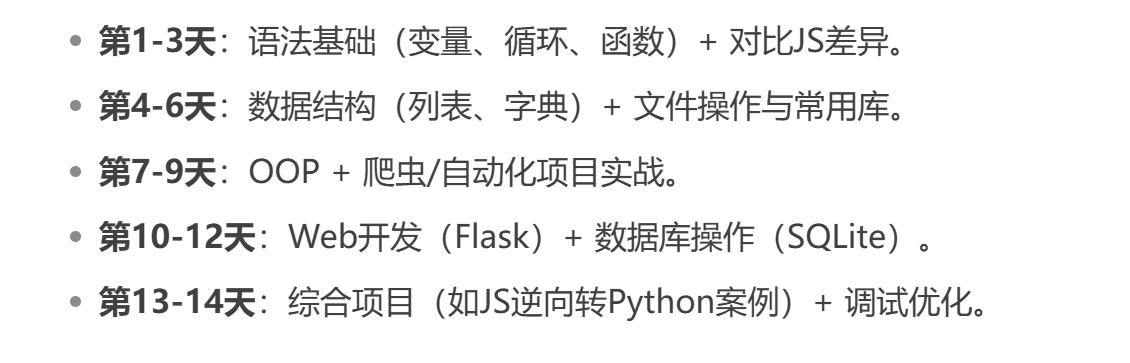 第1-3天：语法基础（变量、循环、函数）+ 对比JS差异。
第4-6天：数据结构（列表、字典）+ 文件操作与常用库。
第7-9天：OOP + 爬虫/自动化项目实战。
第10-12天：Web开发（Flask）+ 数据库操作（SQLite）。
第13-14天：综合项目（如JS逆向转Python案例）+ 调试优化。